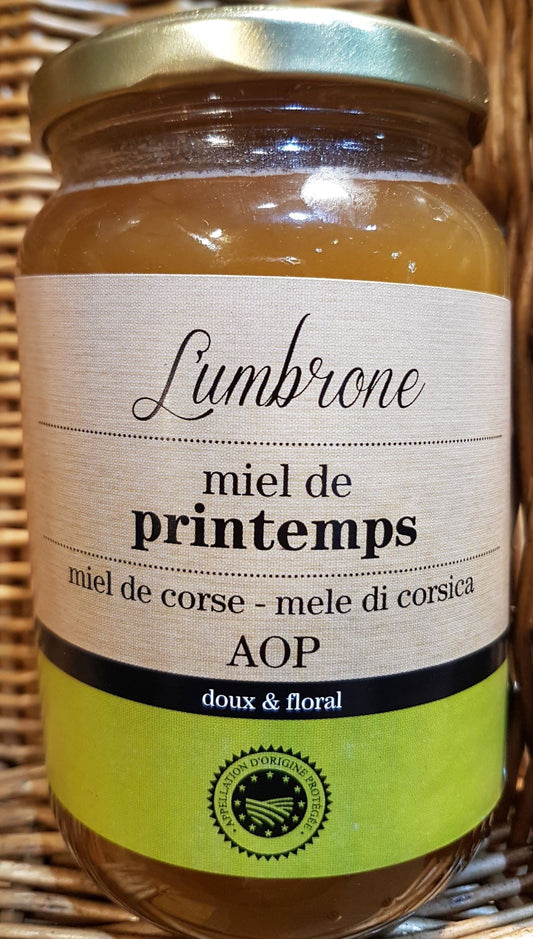 L'umbrone
miel de
printemps
miel de corse - mele di corsica
AOP
doux & floral
APPELLATION D'ORIGINE PROTÉGÉE